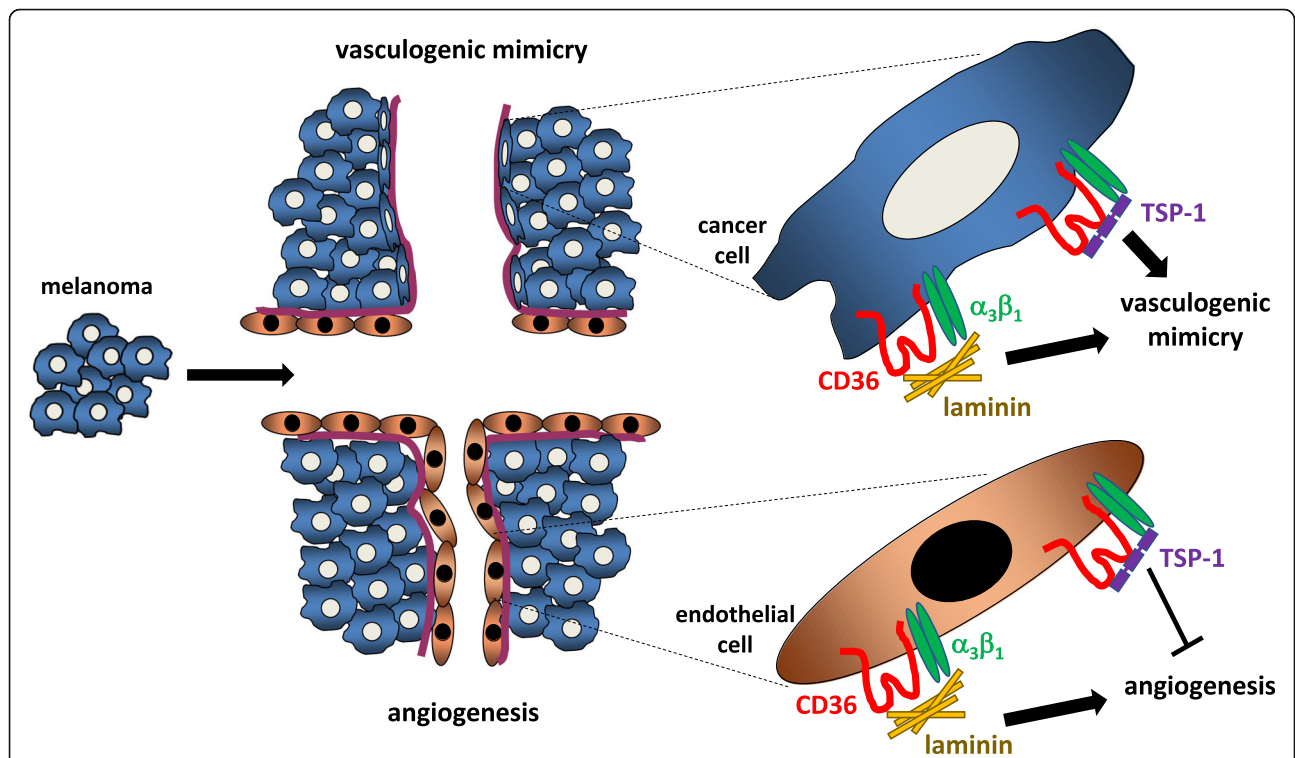 vasculogenic mimicry
melanoma
cancer
cell
TSP-1
vasculogenic
mimicry
α₃β₁
CD36
laminin
angiogenesis
endothelial
cell
TSP-1
α₃β₁
angiogenesis
CD36
laminin